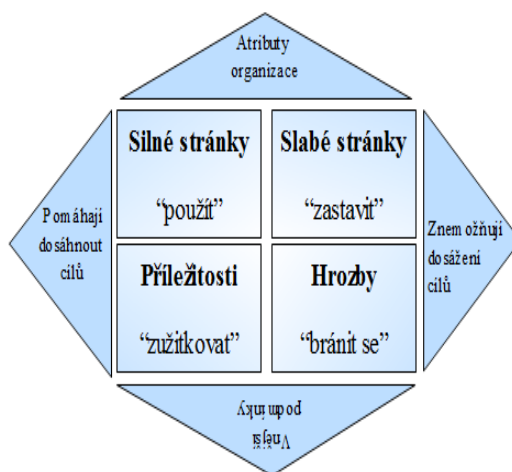 Atributy
organizace
Silné stránky
“použít”
Slabé stránky
“zastavit”
Pomáhají
dosáhnout
cílů
Znemožňují
dosážení
cílů
Příležitosti
“zužitkovat”
Hrozby
“bránit se”
Vnější
podmínky